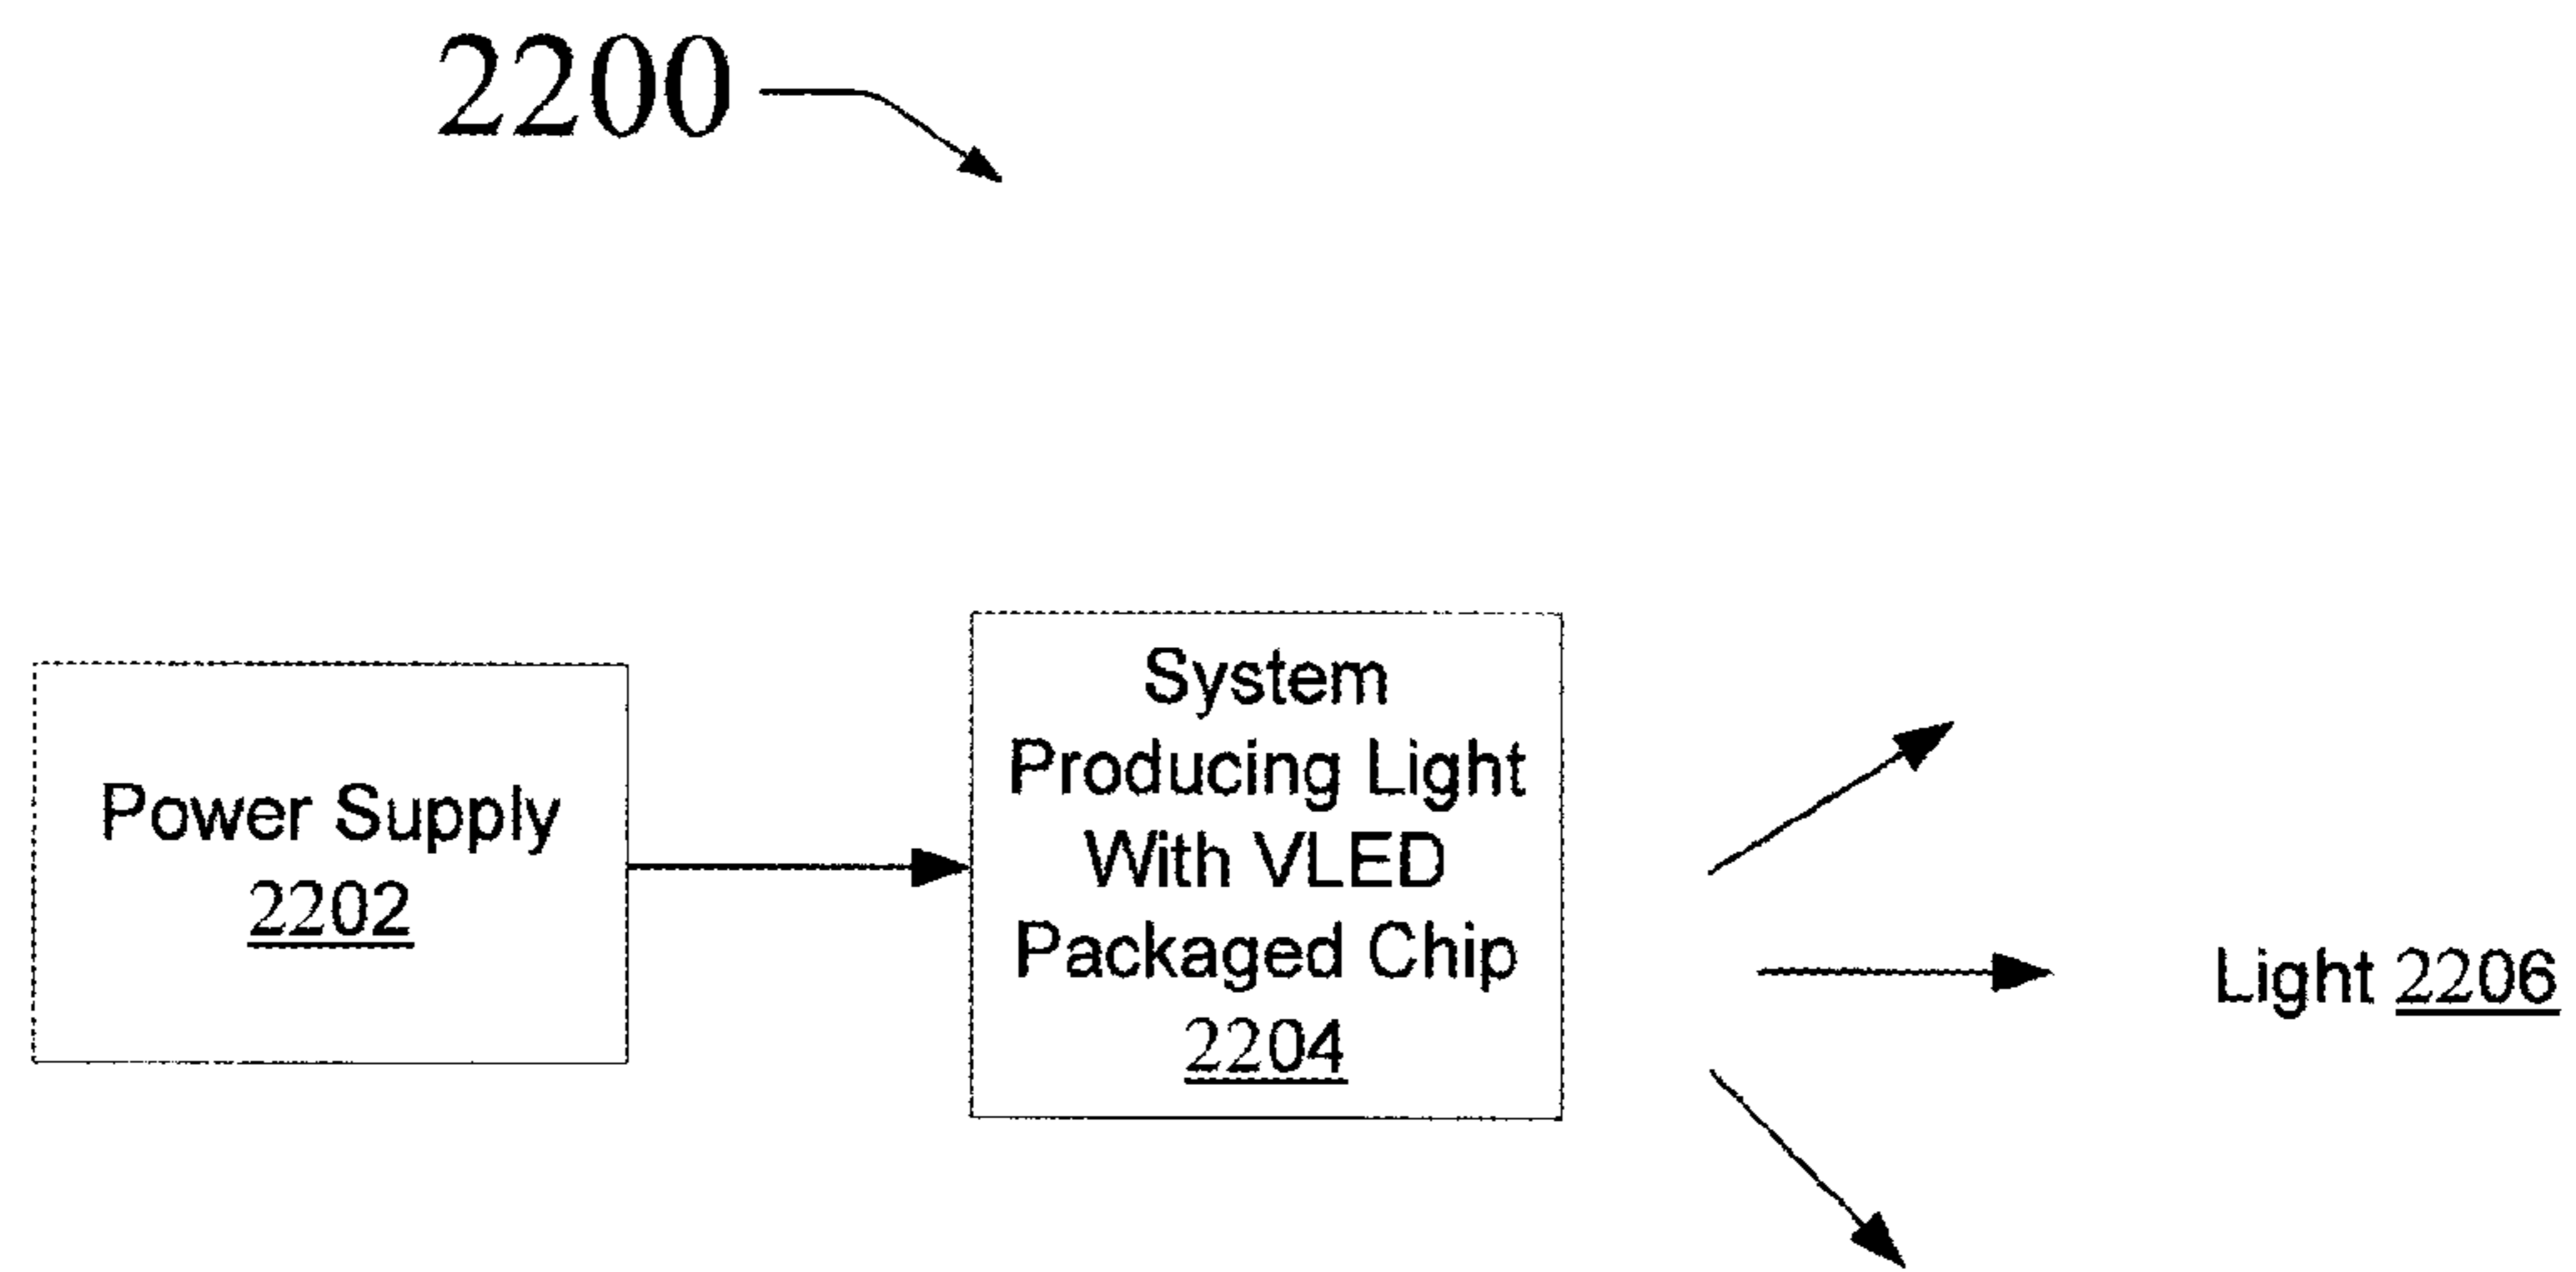 2200
Power Supply
2202
System
Producing Light
With VLED
Packaged Chip
2204
Light 2206